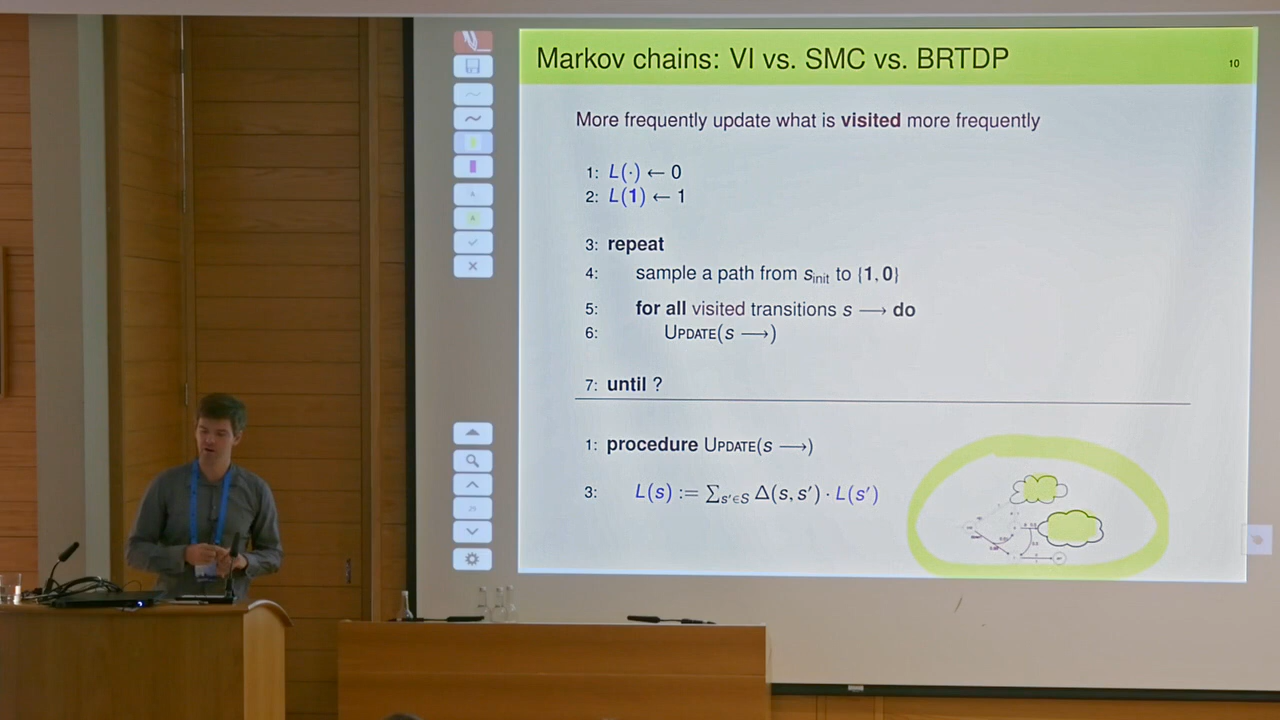 Markov chains: VI vs. SMC vs. BRTDP
10
More frequently update what is visited more frequently
1: L(·) ← 0
2: L(1) ← 1
3: repeat
4: sample a path from s_init to {1, 0}
5: for all visited transitions s ⟶ do
6: UPDATE(s ⟶)
7: until ?
1: procedure UPDATE(s ⟶)
3: L(s) := ∑_{s'∈S} Δ(s, s') · L(s')